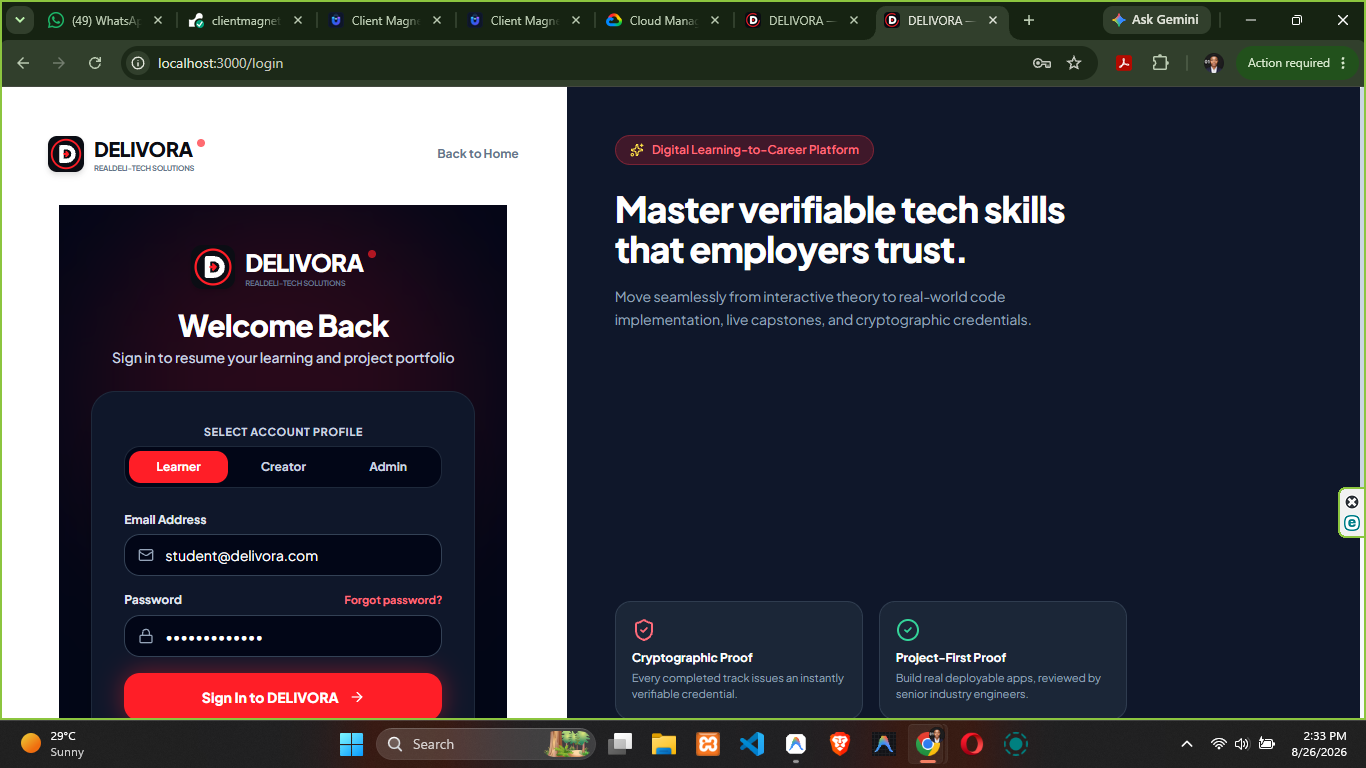 (49) WhatsA
clientmagne
Client Magne
Client Magne
Cloud Mana
DELIVORA —
DELIVORA —
Ask Gemini
localhost:3000/login
Action required
DELIVORA
REALDELI-TECH SOLUTIONS
Back to Home
DELIVORA
REALDELI-TECH SOLUTIONS
Welcome Back
Sign in to resume your learning and project portfolio
SELECT ACCOUNT PROFILE
Learner
Creator
Admin
Email Address
student@delivora.com
Password
Forgot password?
Sign In to DELIVORA
Digital Learning-to-Career Platform
Master verifiable tech skills
that employers trust.
Move seamlessly from interactive theory to real-world code
implementation, live capstones, and cryptographic credentials.
Cryptographic Proof
Every completed track issues an instantly
verifiable credential.
Project-First Proof
Build real deployable apps, reviewed by
senior industry engineers.
29°C
Sunny
Search
2:33 PM
8/26/2026